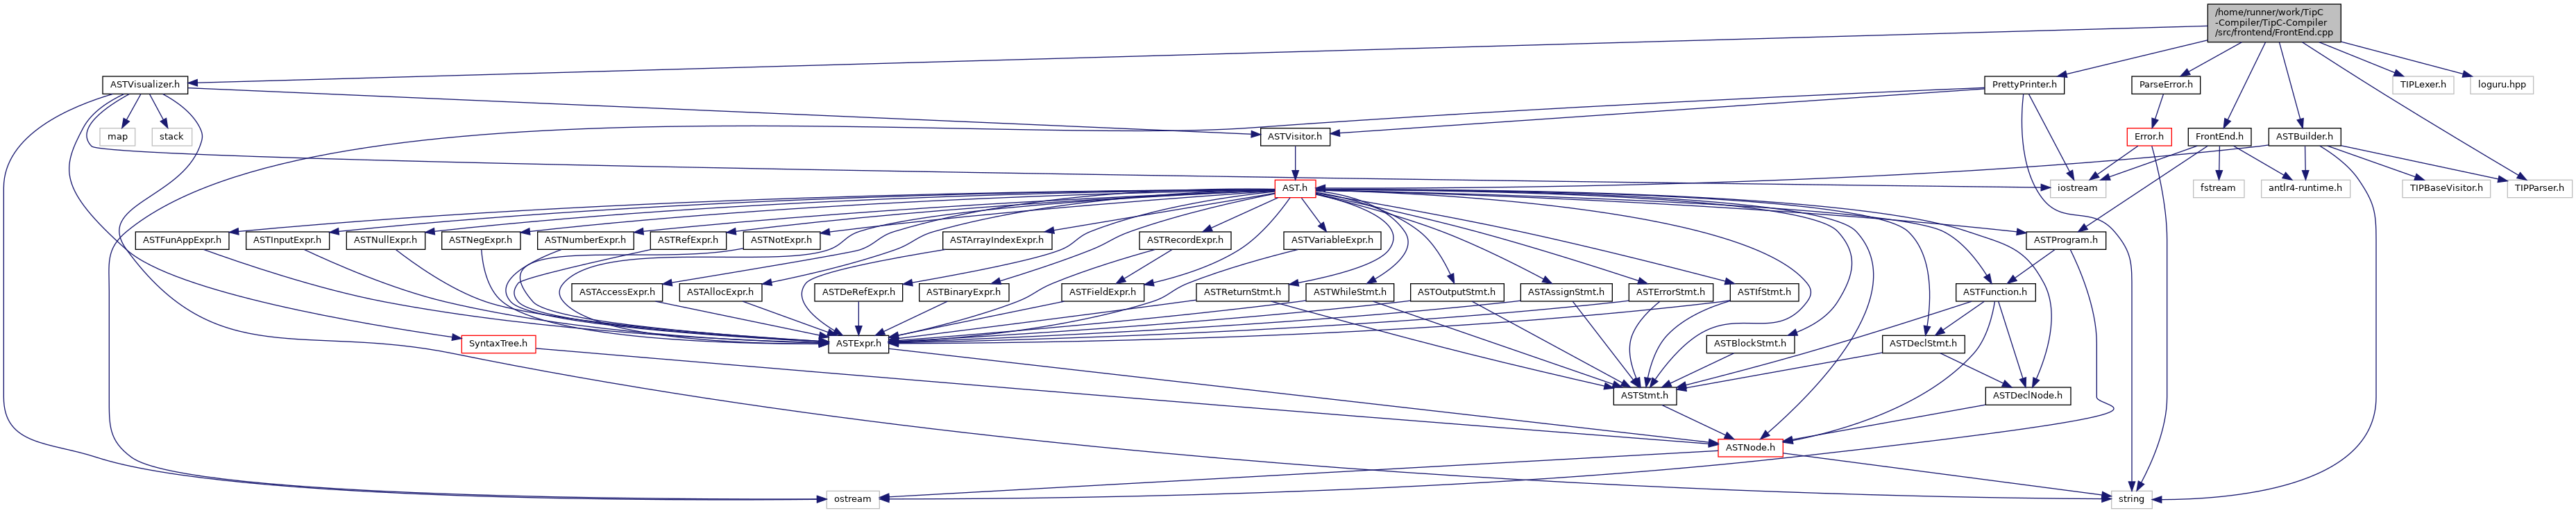 /home/runner/work/TipC
-Compiler/TipC-Compiler
/src/frontend/FrontEnd.cpp
ASTVisualizer.h
PrettyPrinter.h
ParseError.h
TIPLexer.h
loguru.hpp
map
stack
ASTVisitor.h
Error.h
FrontEnd.h
ASTBuilder.h
AST.h
iostream
fstream
antlr4-runtime.h
TIPBaseVisitor.h
TIPParser.h
ASTFunAppExpr.h
ASTInputExpr.h
ASTNullExpr.h
ASTNegExpr.h
ASTNumberExpr.h
ASTRefExpr.h
ASTNotExpr.h
ASTArrayIndexExpr.h
ASTRecordExpr.h
ASTVariableExpr.h
ASTProgram.h
ASTAccessExpr.h
ASTAllocExpr.h
ASTDeRefExpr.h
ASTBinaryExpr.h
ASTFieldExpr.h
ASTReturnStmt.h
ASTWhileStmt.h
ASTOutputStmt.h
ASTAssignStmt.h
ASTErrorStmt.h
ASTIfStmt.h
ASTFunction.h
SyntaxTree.h
ASTExpr.h
ASTBlockStmt.h
ASTDeclStmt.h
ASTStmt.h
ASTDeclNode.h
ASTNode.h
ostream
string